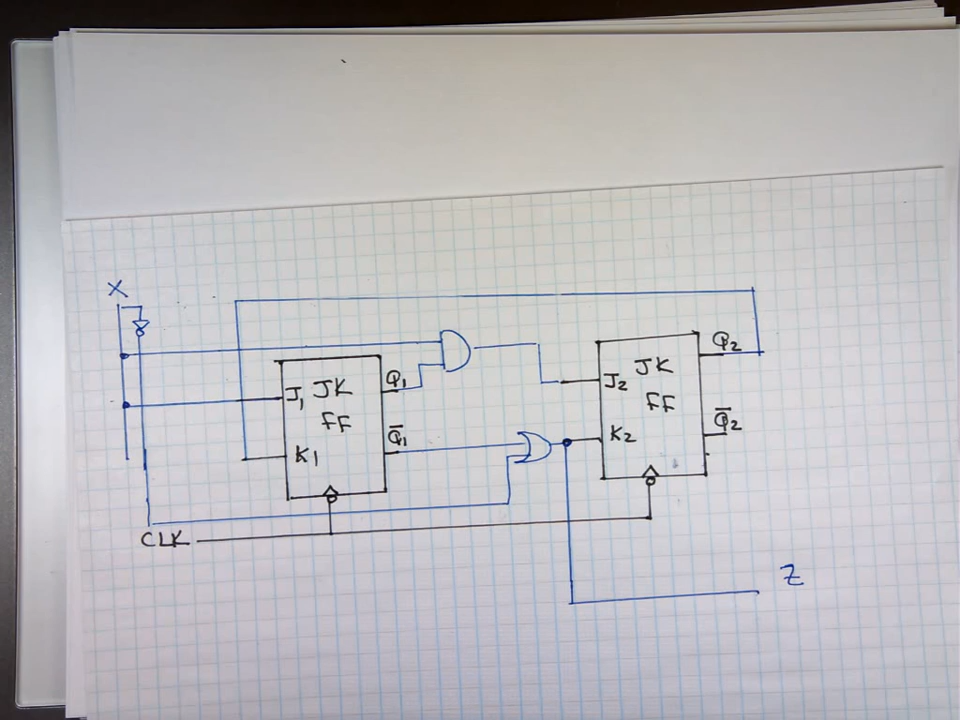 X
J₁ JK Q₁
FF
K₁ Q̅₁
J₂ JK Q₂
FF
K₂ Q̅₂
CLK
Z